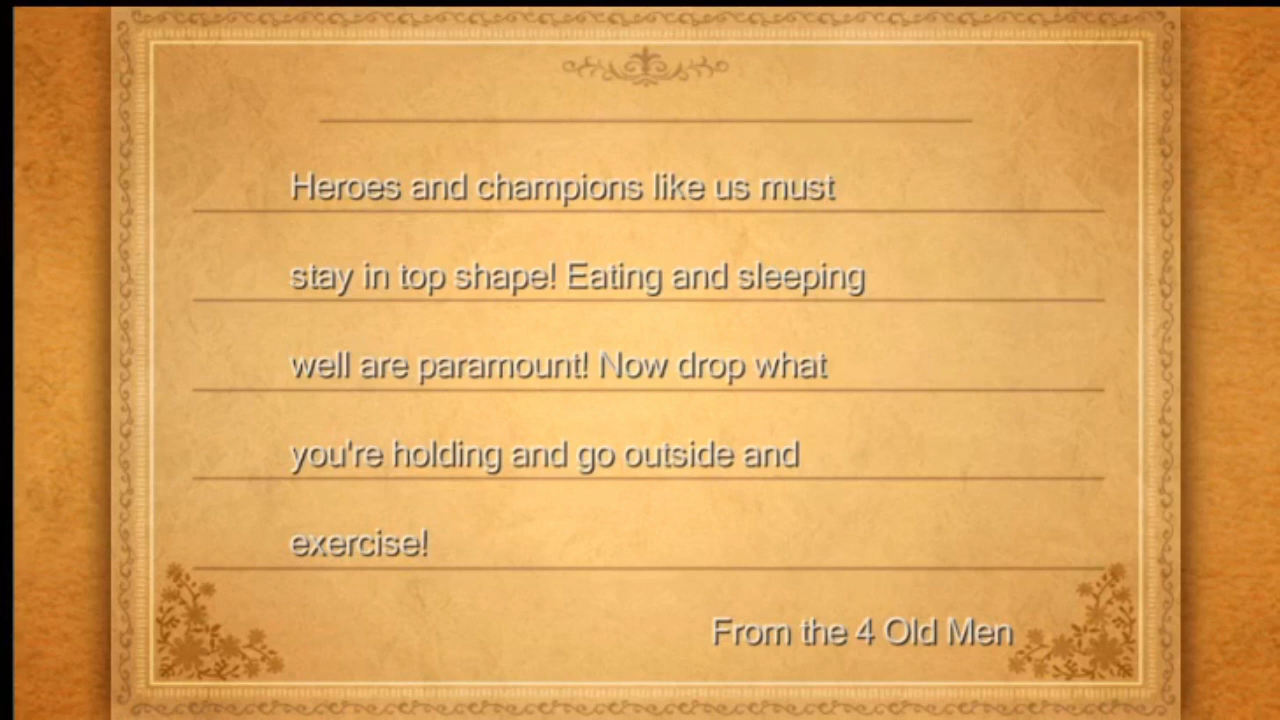 Heroes and champions like us must
stay in top shape! Eating and sleeping
well are paramount! Now drop what
you're holding and go outside and
exercise!
From the 4 Old Men